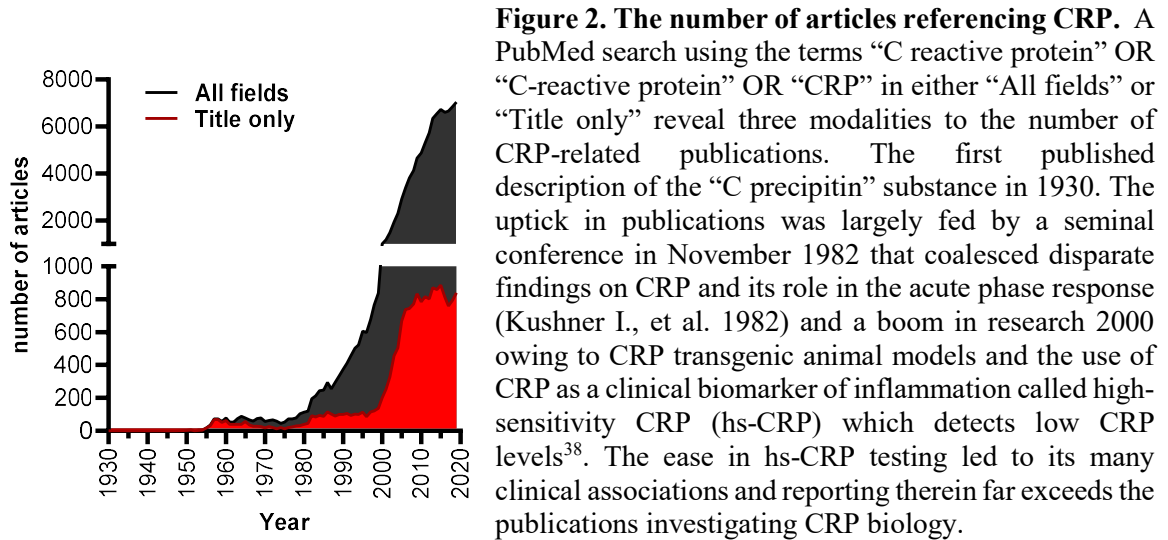 8000
6000
4000
2000
1000
800
600
400
200
0
number of articles
All fields
Title only
1930
1940
1950
1960
1970
1980
1990
2000
2010
2020
Year
Figure 2. The number of articles referencing CRP. A
PubMed search using the terms “C reactive protein” OR
“C-reactive protein” OR “CRP” in either “All fields” or
“Title only” reveal three modalities to the number of
CRP-related publications. The first published
description of the “C precipitin” substance in 1930. The
uptick in publications was largely fed by a seminal
conference in November 1982 that coalesced disparate
findings on CRP and its role in the acute phase response
(Kushner I., et al. 1982) and a boom in research 2000
owing to CRP transgenic animal models and the use of
CRP as a clinical biomarker of inflammation called high-
sensitivity CRP (hs-CRP) which detects low CRP
levels³⁸. The ease in hs-CRP testing led to its many
clinical associations and reporting therein far exceeds the
publications investigating CRP biology.